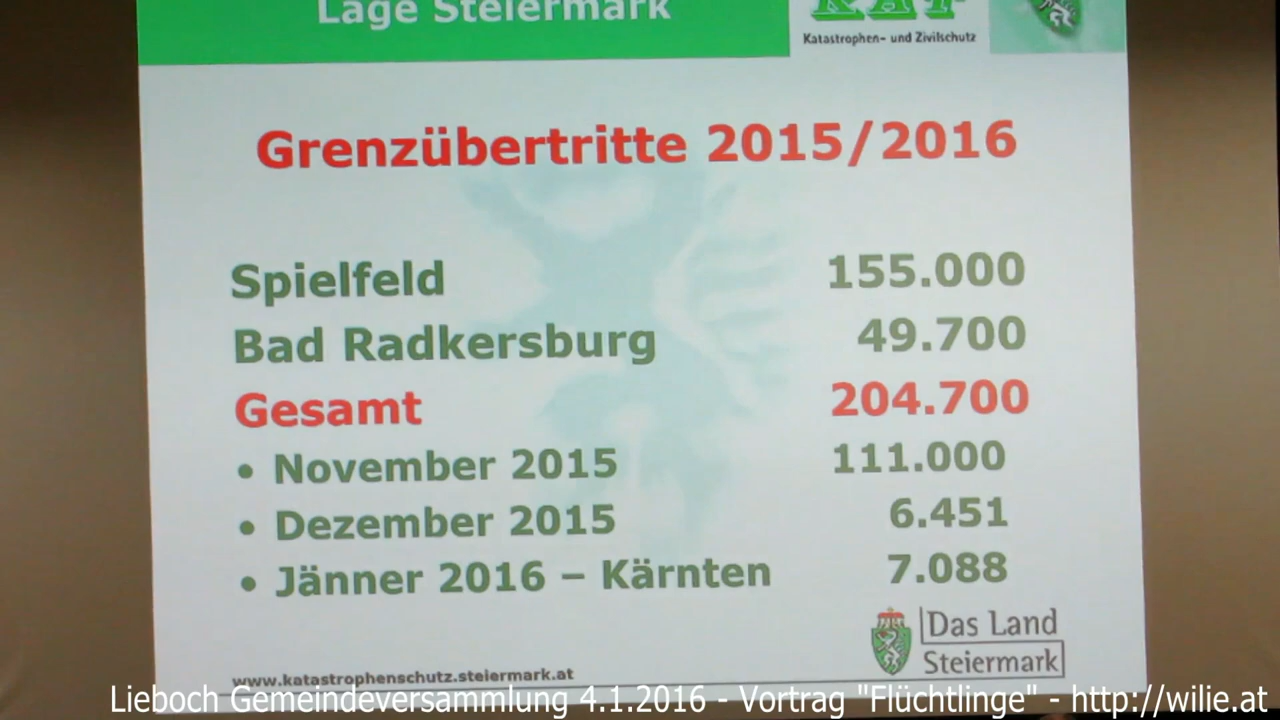 Lage Steiermark
KAT
Katastrophen- und Zivilschutz
Grenzübertritte 2015/2016
Spielfeld 155.000
Bad Radkersburg 49.700
Gesamt 204.700
• November 2015 111.000
• Dezember 2015 6.451
• Jänner 2016 – Kärnten 7.088
Das Land
Steiermark
www.katastrophenschutz.steiermark.at
Lieboch Gemeindeversammlung 4.1.2016 - Vortrag "Flüchtlinge" - http://wilie.at